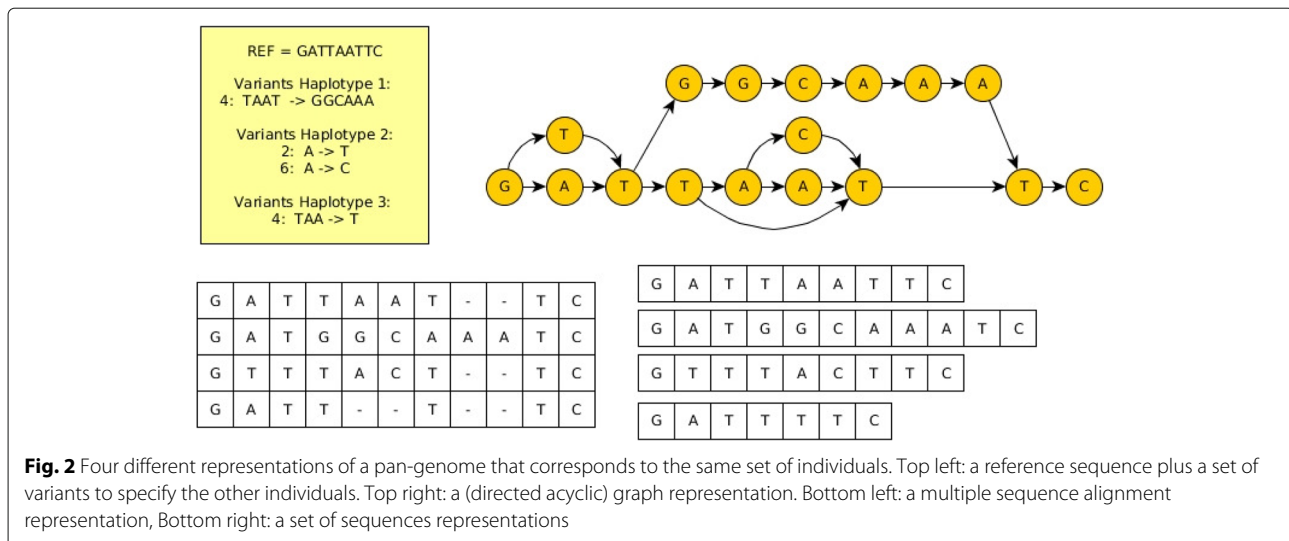 REF = GATTAATTC
Variants Haplotype 1:
4: TAAT -> GGCAAA
Variants Haplotype 2:
2: A -> T
6: A -> C
Variants Haplotype 3:
4: TAA -> T
G G C A A A
T C
G A T T A A T T C
G A T T A A T - - T C
G A T G G C A A A T C
G T T T A C T - - T C
G A T T - - T - - T C
G A T T A A T T C
G A T G G C A A A T C
G T T T A C T T C
G A T T T T C
Fig. 2 Four different representations of a pan-genome that corresponds to the same set of individuals. Top left: a reference sequence plus a set of
variants to specify the other individuals. Top right: a (directed acyclic) graph representation. Bottom left: a multiple sequence alignment
representation, Bottom right: a set of sequences representations